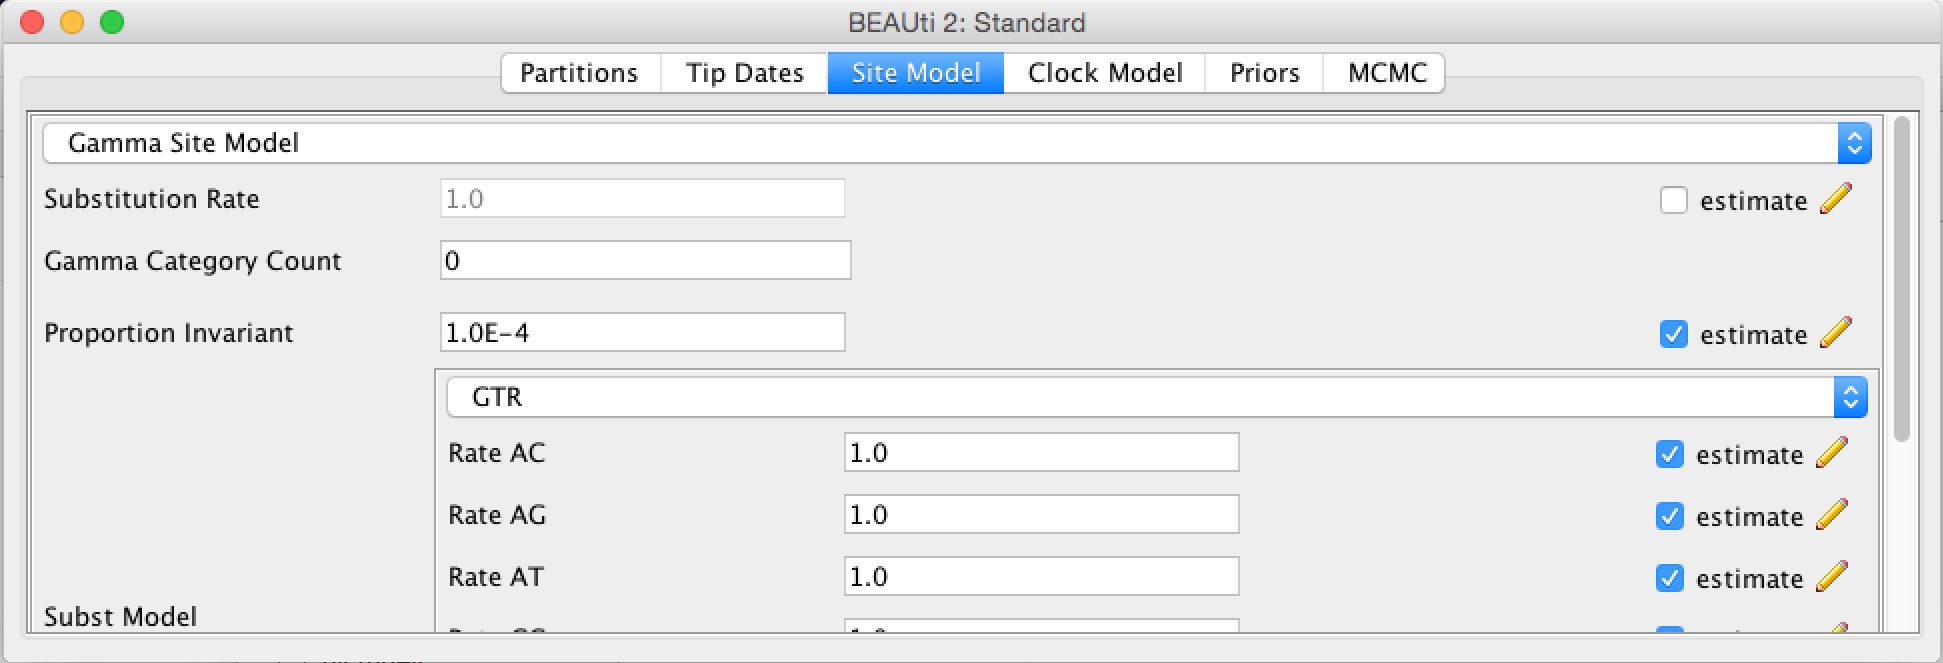 BEAUti 2: Standard
Partitions Tip Dates Site Model Clock Model Priors MCMC
Gamma Site Model
Substitution Rate 1.0 estimate
Gamma Category Count 0
Proportion Invariant 1.0E-4 estimate
GTR
Rate AC 1.0 estimate
Rate AG 1.0 estimate
Rate AT 1.0 estimate
Subst Model